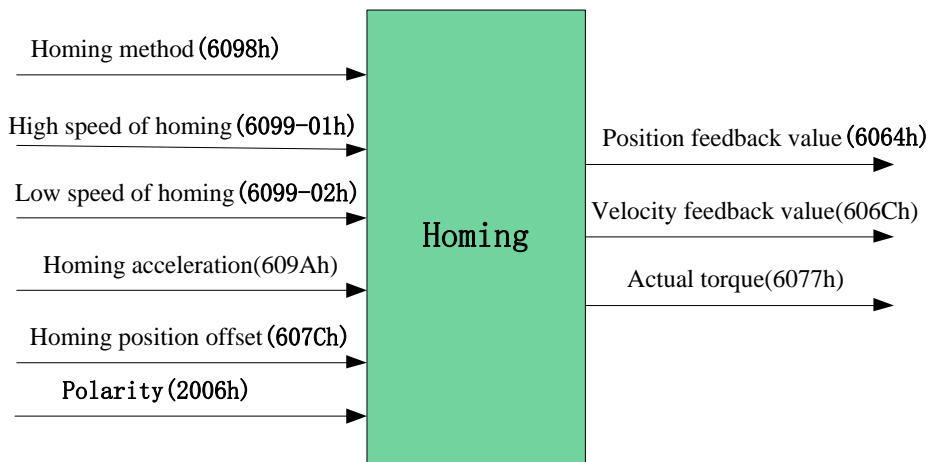 Homing method(6098h)
High speed of homing(6099-01h)
Low speed of homing(6099-02h)
Homing acceleration(609Ah)
Homing position offset(607Ch)
Polarity(2006h)
Homing
Position feedback value(6064h)
Velocity feedback value(606Ch)
Actual torque(6077h)